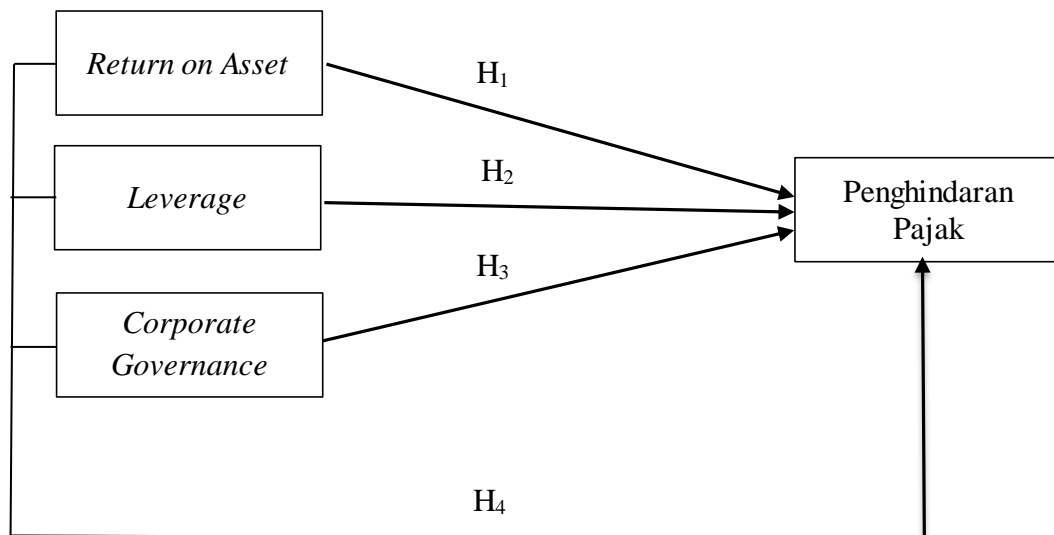 Return on Asset
H₁
Leverage
H₂
Penghindaran
Pajak
H₃
Corporate
Governance
H₄